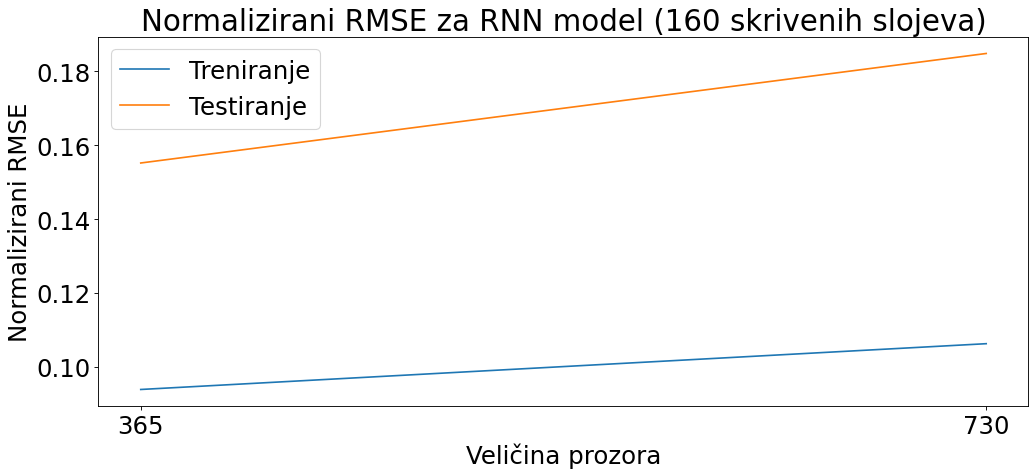 Normalizirani RMSE za RNN model (160 skrivenih slojeva)
Treniranje
Testiranje
Normalizirani RMSE
0.18
0.16
0.14
0.12
0.10
365
730
Veličina prozora